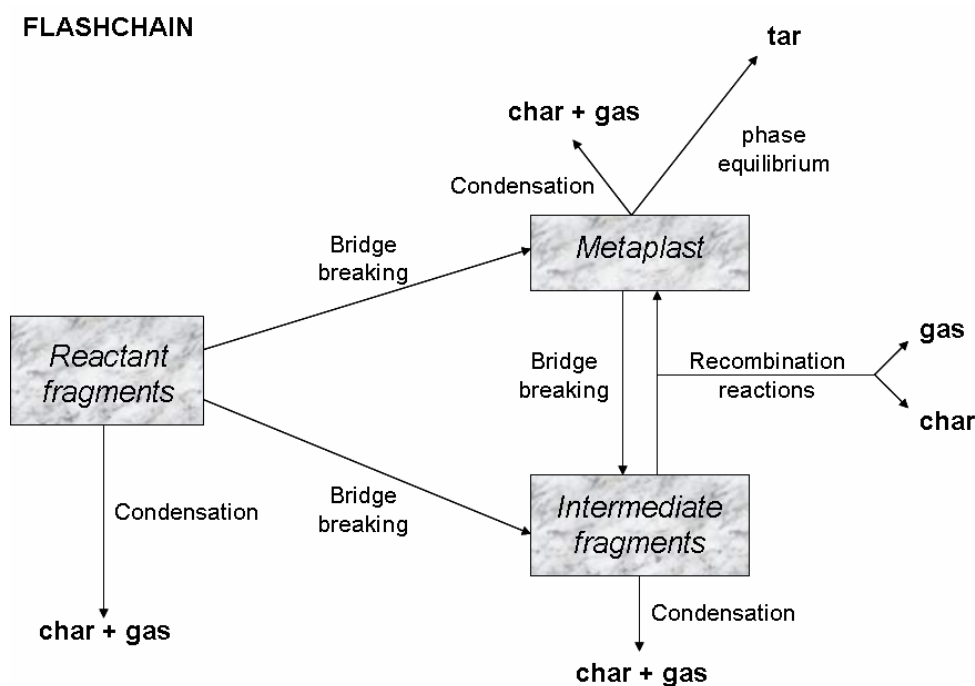 FLASHCHAIN
tar
char + gas
phase
equilibrium
Condensation
Bridge
breaking
Metaplast
Reactant
fragments
Bridge
breaking
Recombination
reactions
gas
char
Condensation
Bridge
breaking
Intermediate
fragments
char + gas
Condensation
char + gas